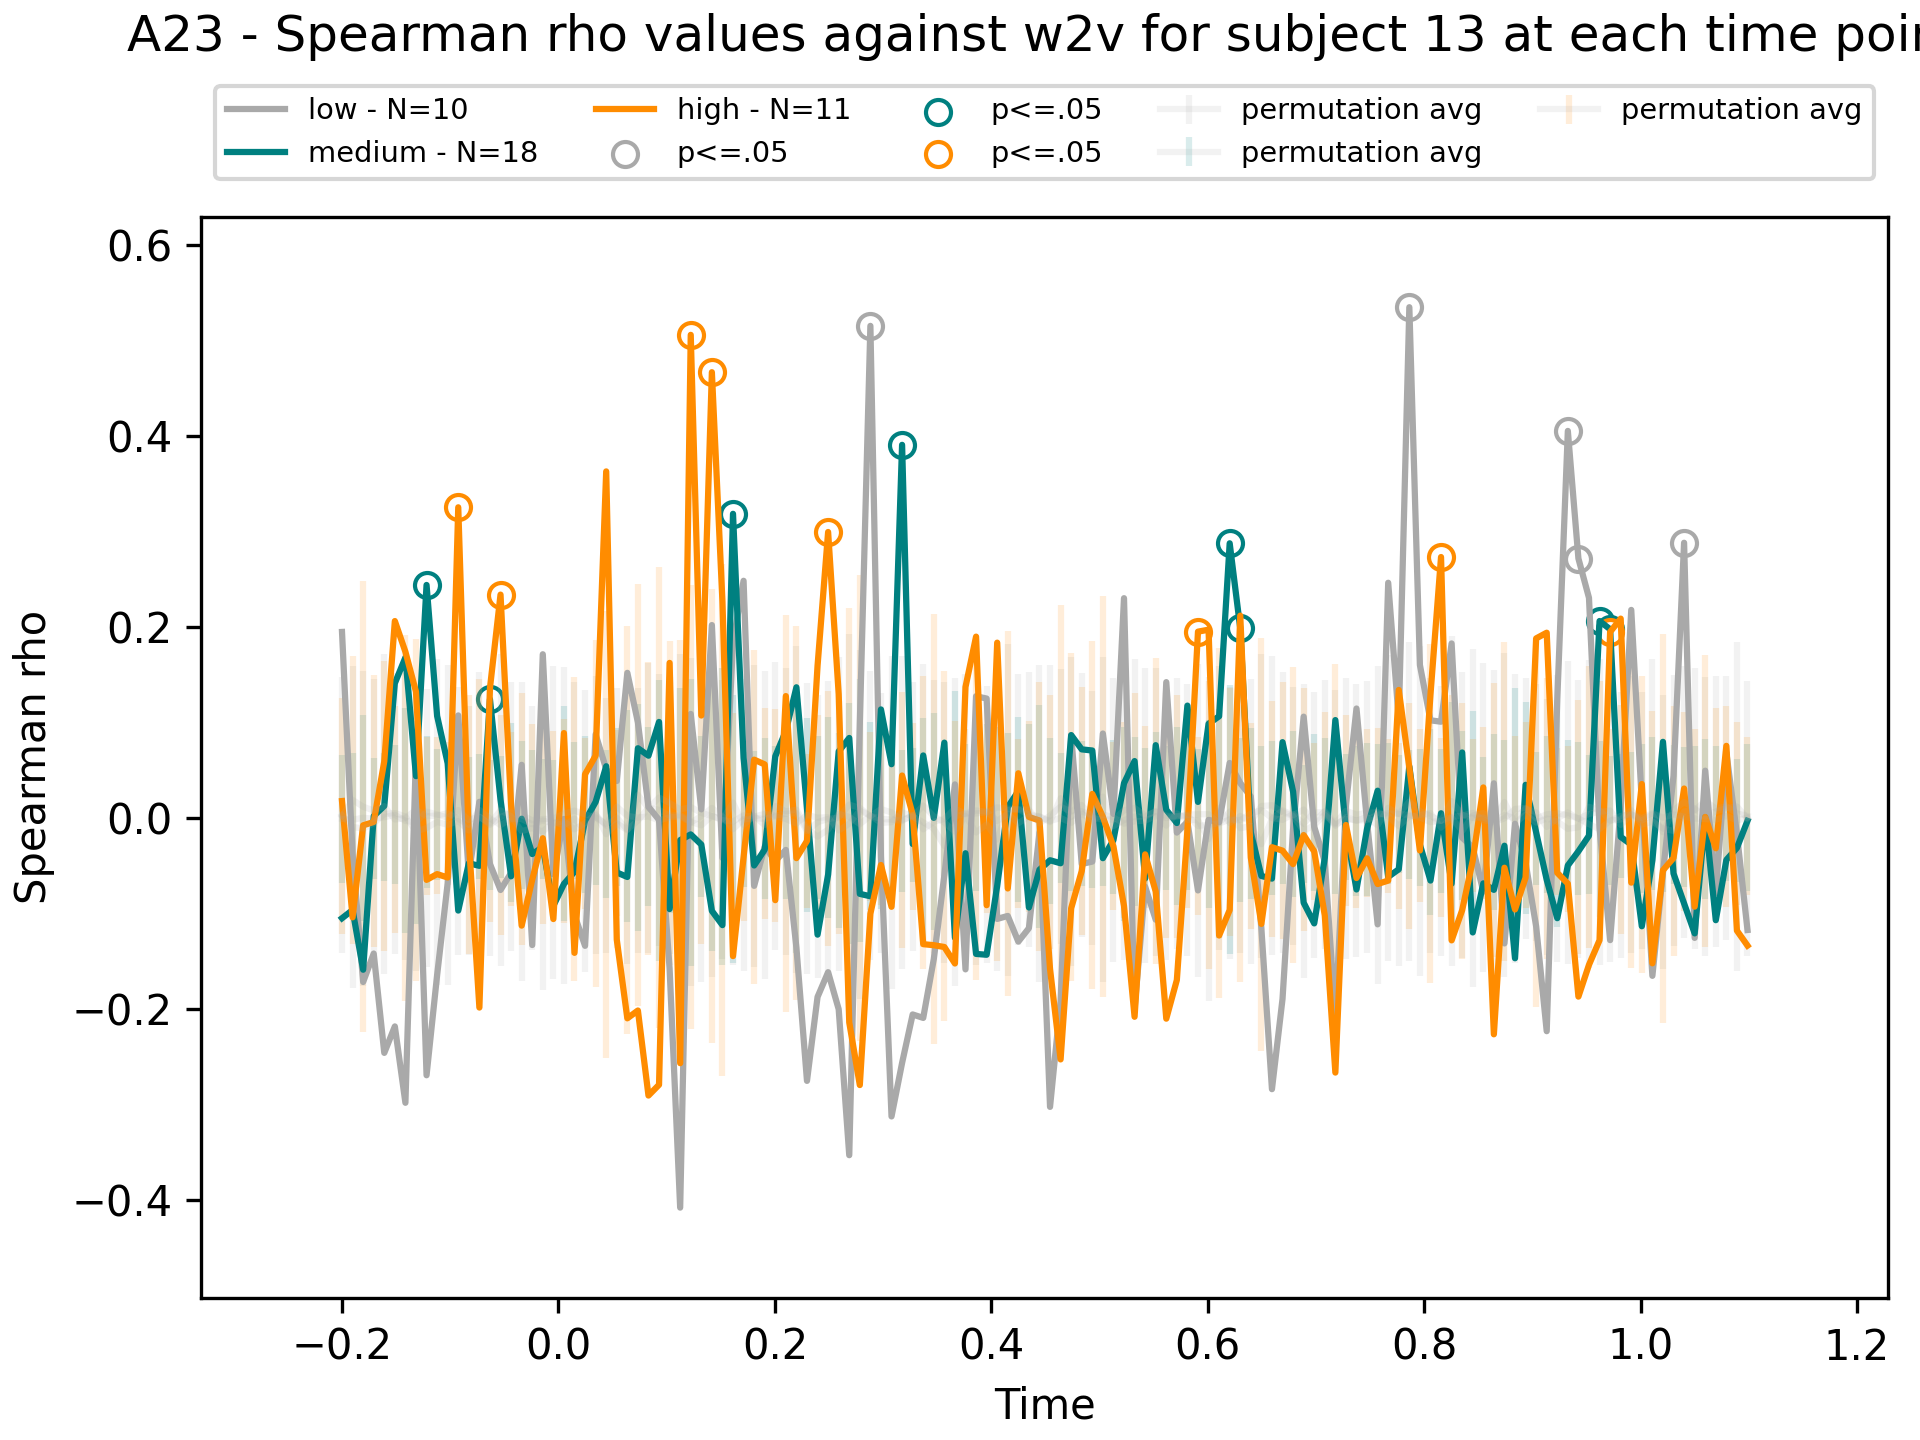 A23 - Spearman rho values against w2v for subject 13 at each time poi
low - N=10 high - N=11 p<=.05 permutation avg permutation avg
medium - N=18 p<=.05 p<=.05 permutation avg
Spearman rho
0.6
0.4
0.2
0.0
−0.2
−0.4
−0.2 0.0 0.2 0.4 0.6 0.8 1.0 1.2
Time